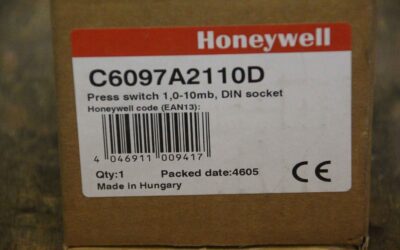 Honeywell
C6097A2110D
Press switch 1,0-10mb, DIN socket
Honeywell code (EAN13):
4 046911 009417
Qty:1 Packed date:4605
Made in Hungary
CE